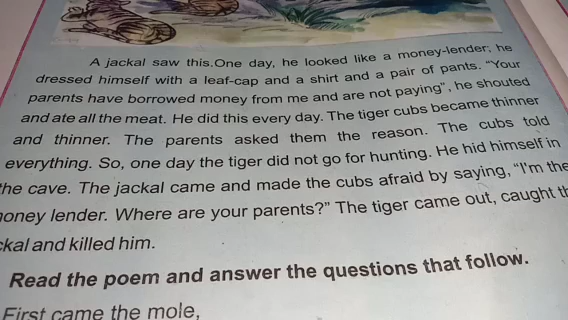 A jackal saw this.One day, he looked like a money-lender; he
dressed himself with a leaf-cap and a shirt and a pair of pants. "Your
parents have borrowed money from me and are not paying", he shouted
and ate all the meat. He did this every day. The tiger cubs became thinner
and thinner. The parents asked them the reason. The cubs told
everything. So, one day the tiger did not go for hunting. He hid himself in
the cave. The jackal came and made the cubs afraid by saying, "I'm the
money lender. Where are your parents?" The tiger came out, caught th
ckal and killed him.
Read the poem and answer the questions that follow.
First came the mole,